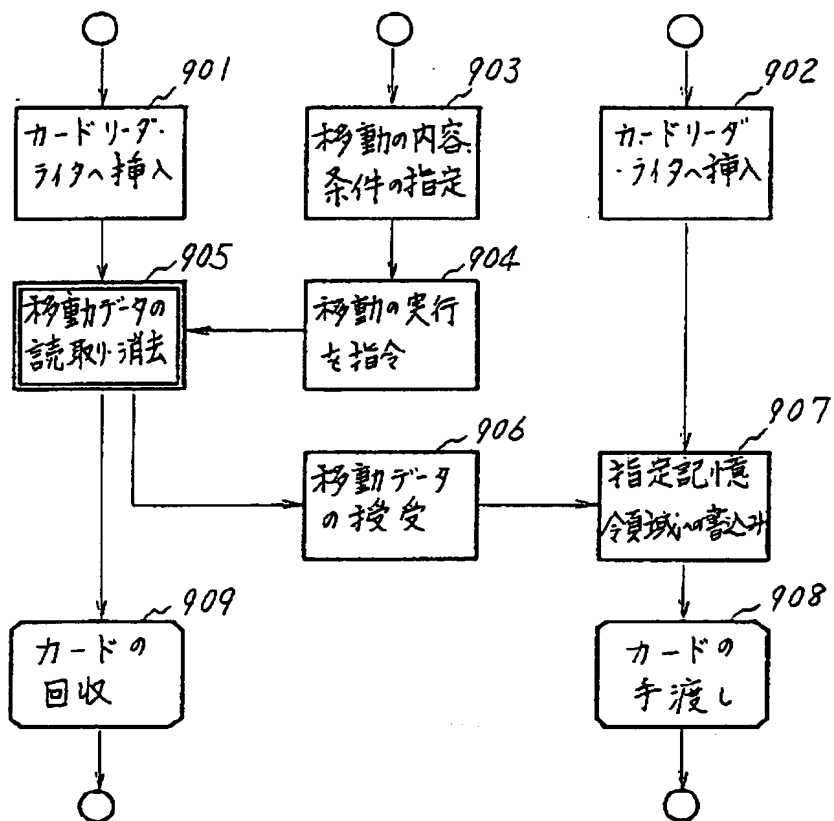 901
カードリーダ・
ライタへ挿入
903
移動の内容・
条件の指定
902
カードリーダ
・ライタへ挿入
905
移動データの
読取り・消去
904
移動の実行
を指令
906
移動データ
の授受
907
指定記憶
領域への書込み
909
カードの
回収
908
カードの
手渡し